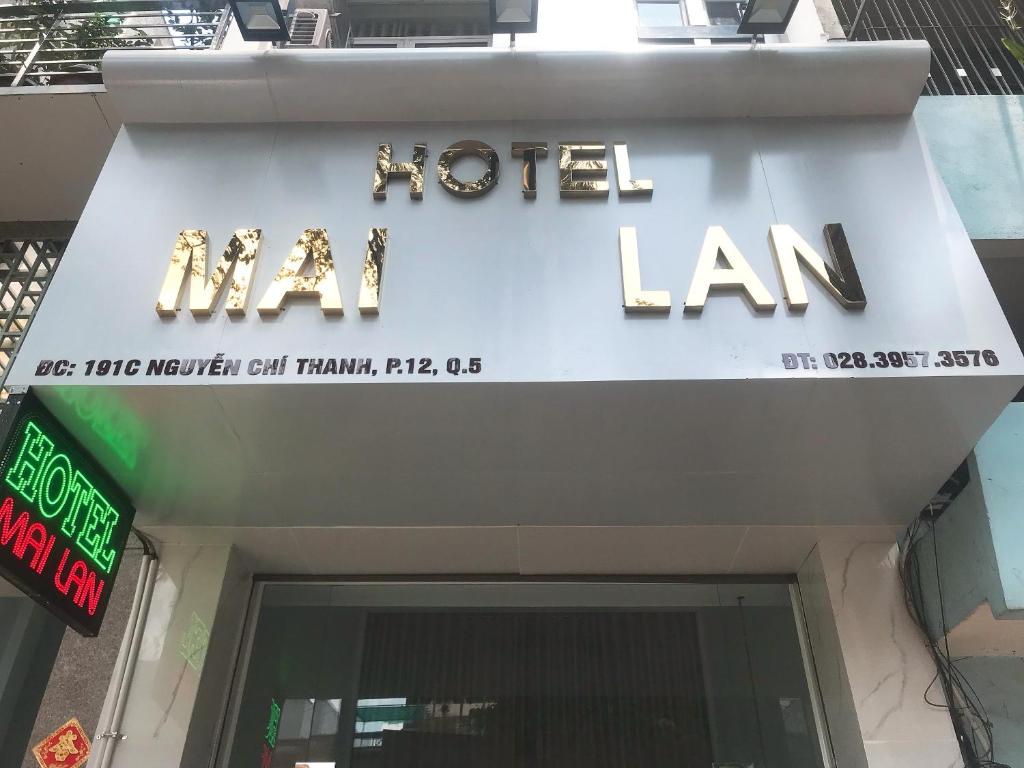 HOTEL
MAI LAN
ĐC: 191C NGUYỄN CHÍ THANH, P.12, Q.5
ĐT: 028.3957.3576
HOTEL
MAI LAN